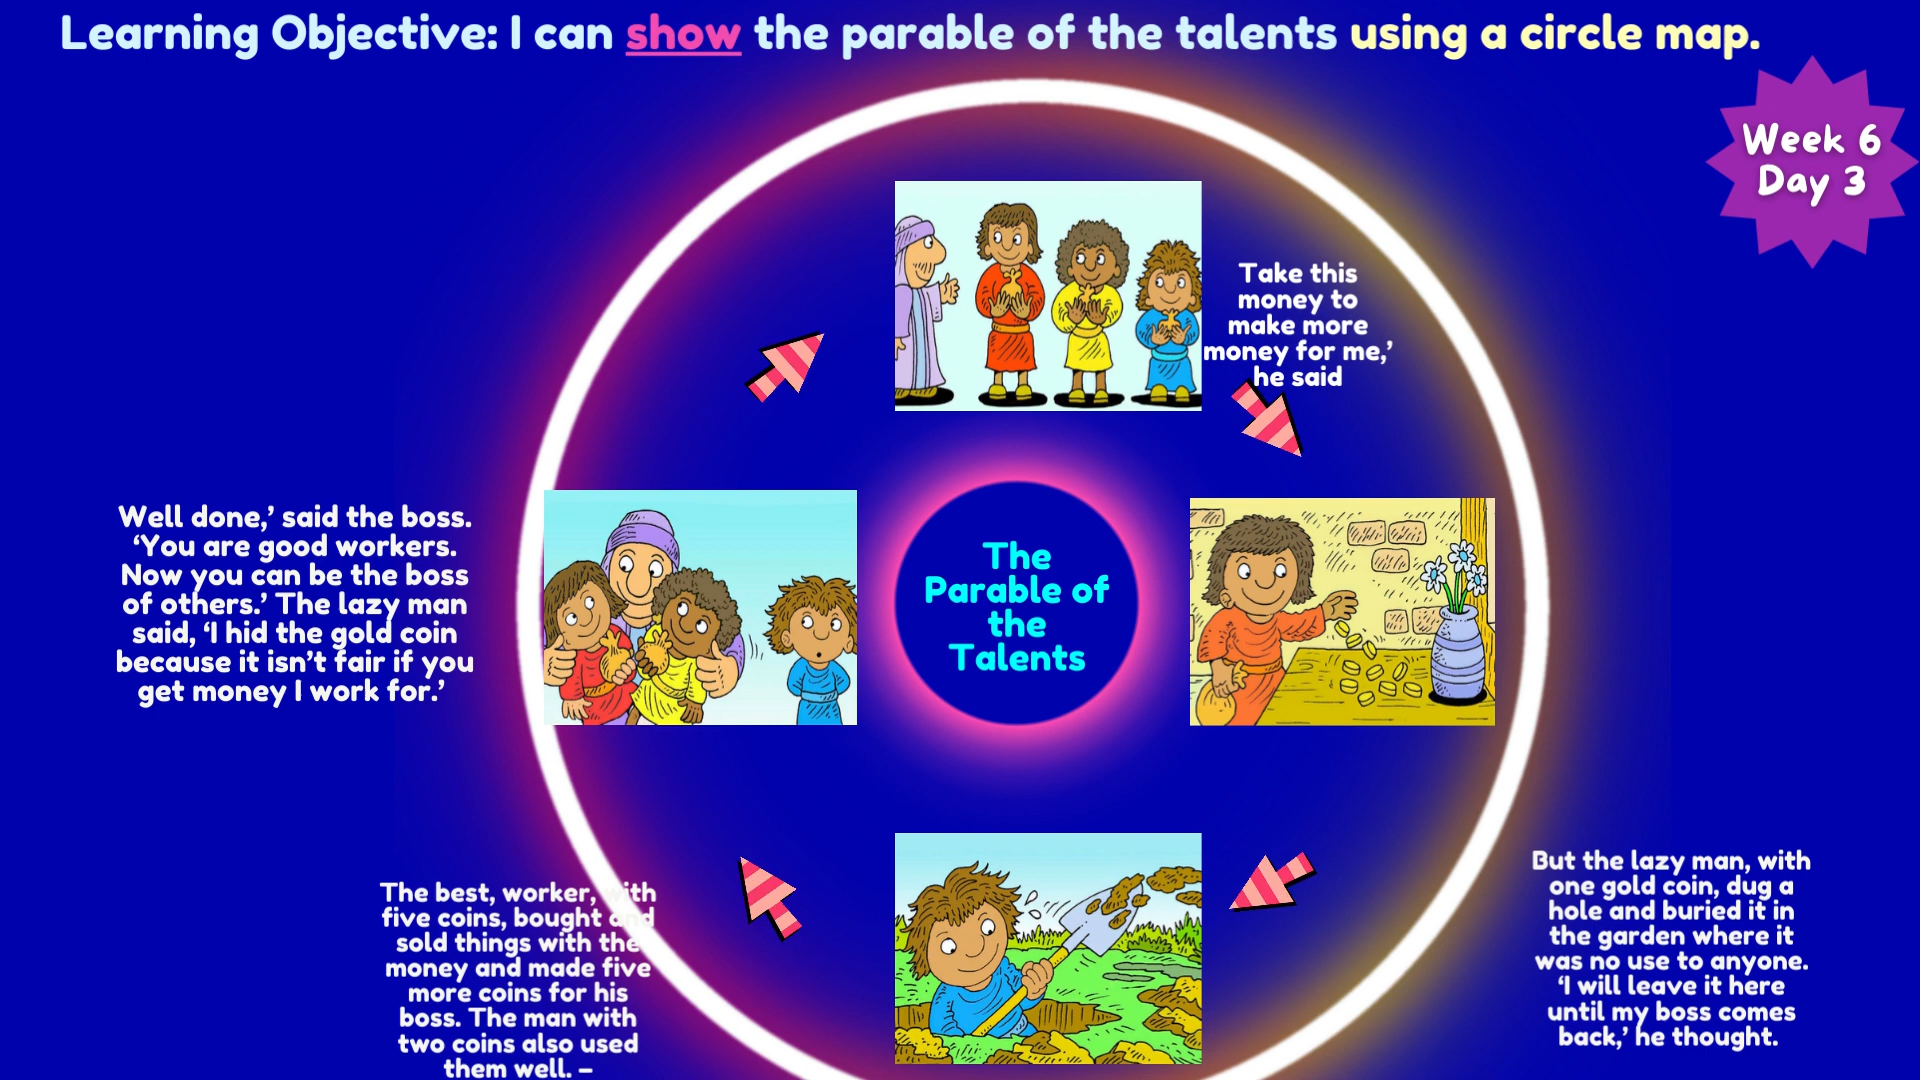 Learning Objective: I can show the parable of the talents using a circle map.
Week 6
Day 3
Take this
money to
make more
money for me,’
he said
Well done,’ said the boss.
‘You are good workers.
Now you can be the boss
of others.’ The lazy man
said, ‘I hid the gold coin
because it isn’t fair if you
get money I work for.’
The
Parable of
the
Talents
The best, worker, with
five coins, bought and
sold things with the
money and made five
more coins for his
boss. The man with
two coins also used
them well. –
But the lazy man, with
one gold coin, dug a
hole and buried it in
the garden where it
was no use to anyone.
‘I will leave it here
until my boss comes
back,’ he thought.